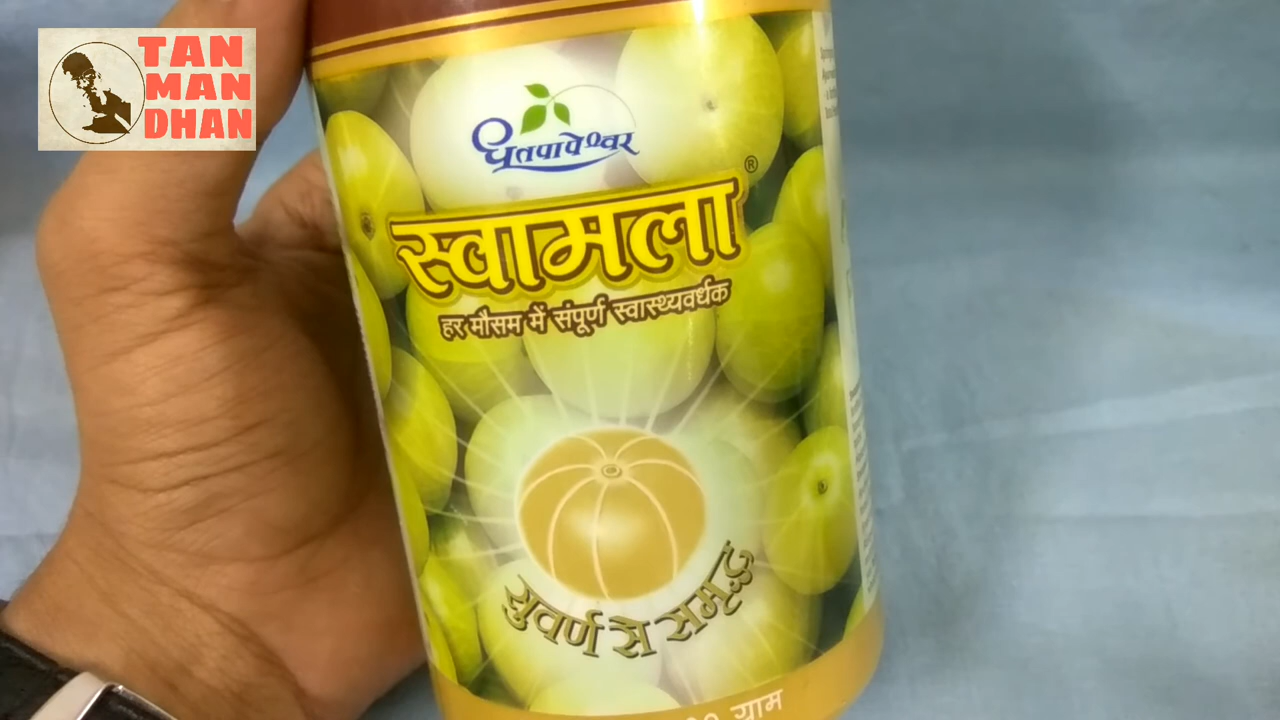 TAN
MAN
DHAN
धूतपापेश्वर
स्वामला
®
हर मौसम में संपूर्ण स्वास्थ्यवर्धक
सुवर्ण से समृद्ध
ग्राम